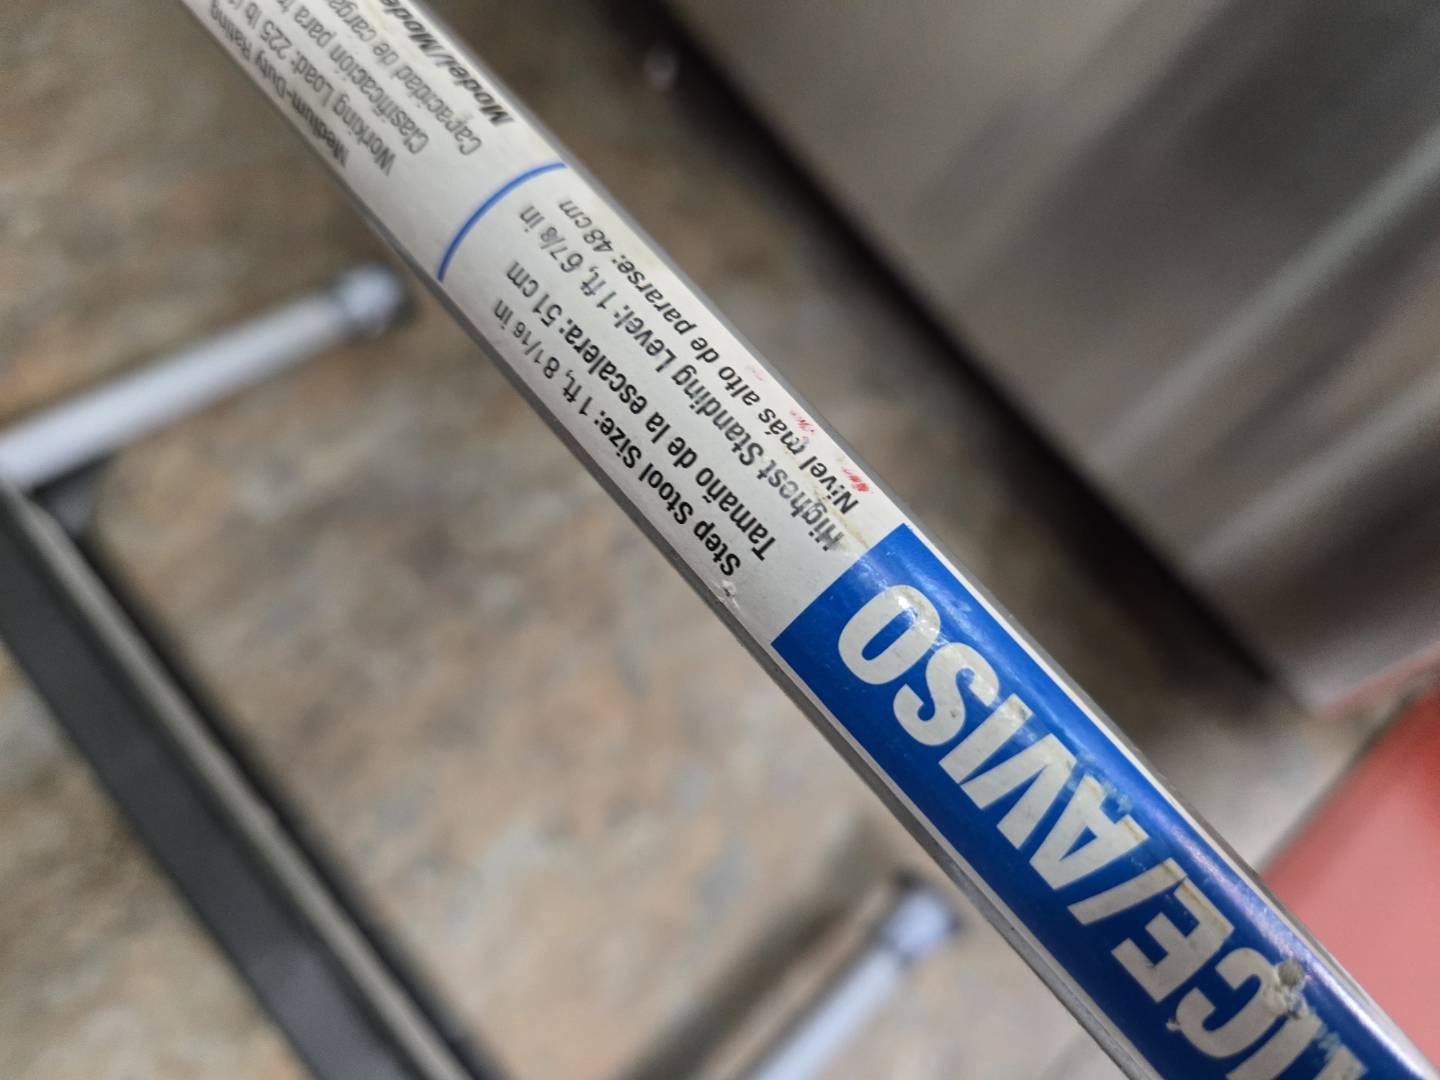 ICE/AVISO
Step Stool Size: 1 ft, 8 1/16 in
Tamaño de la escalera: 51 cm
Highest Standing Level: 1 ft, 6 7/8 in
Nivel más alto de pararse: 48 cm
Medium-Duty Rating
Working Load: 225 lb
Clasificación para
Capacidad de carga
Model/Mode